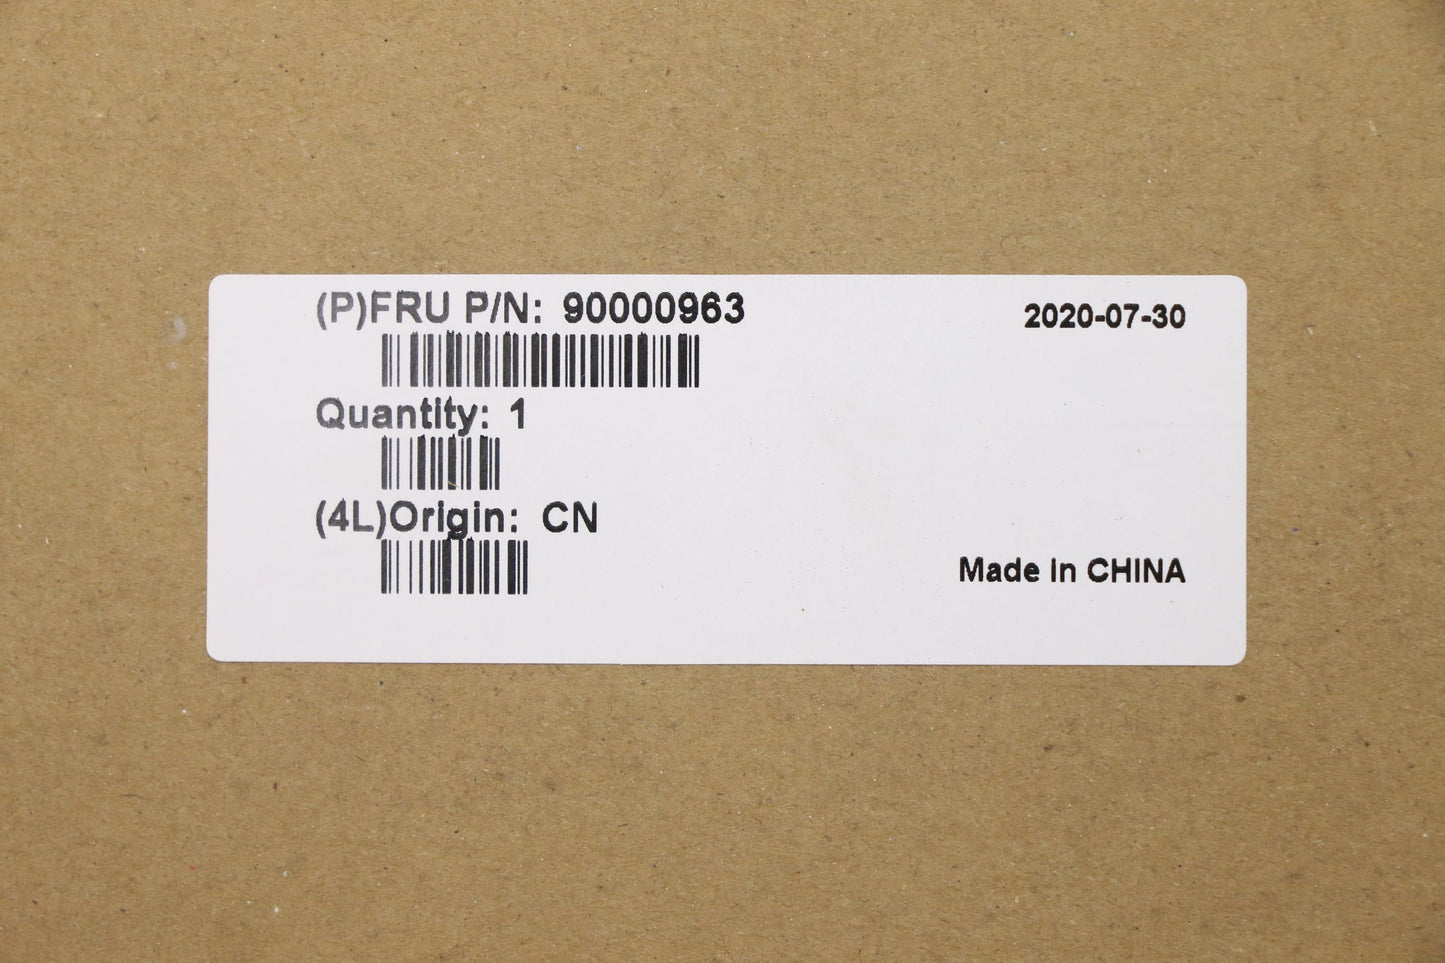 (P)FRU P/N: 90000963
2020-07-30
Quantity: 1
(4L)Origin: CN
Made in CHINA